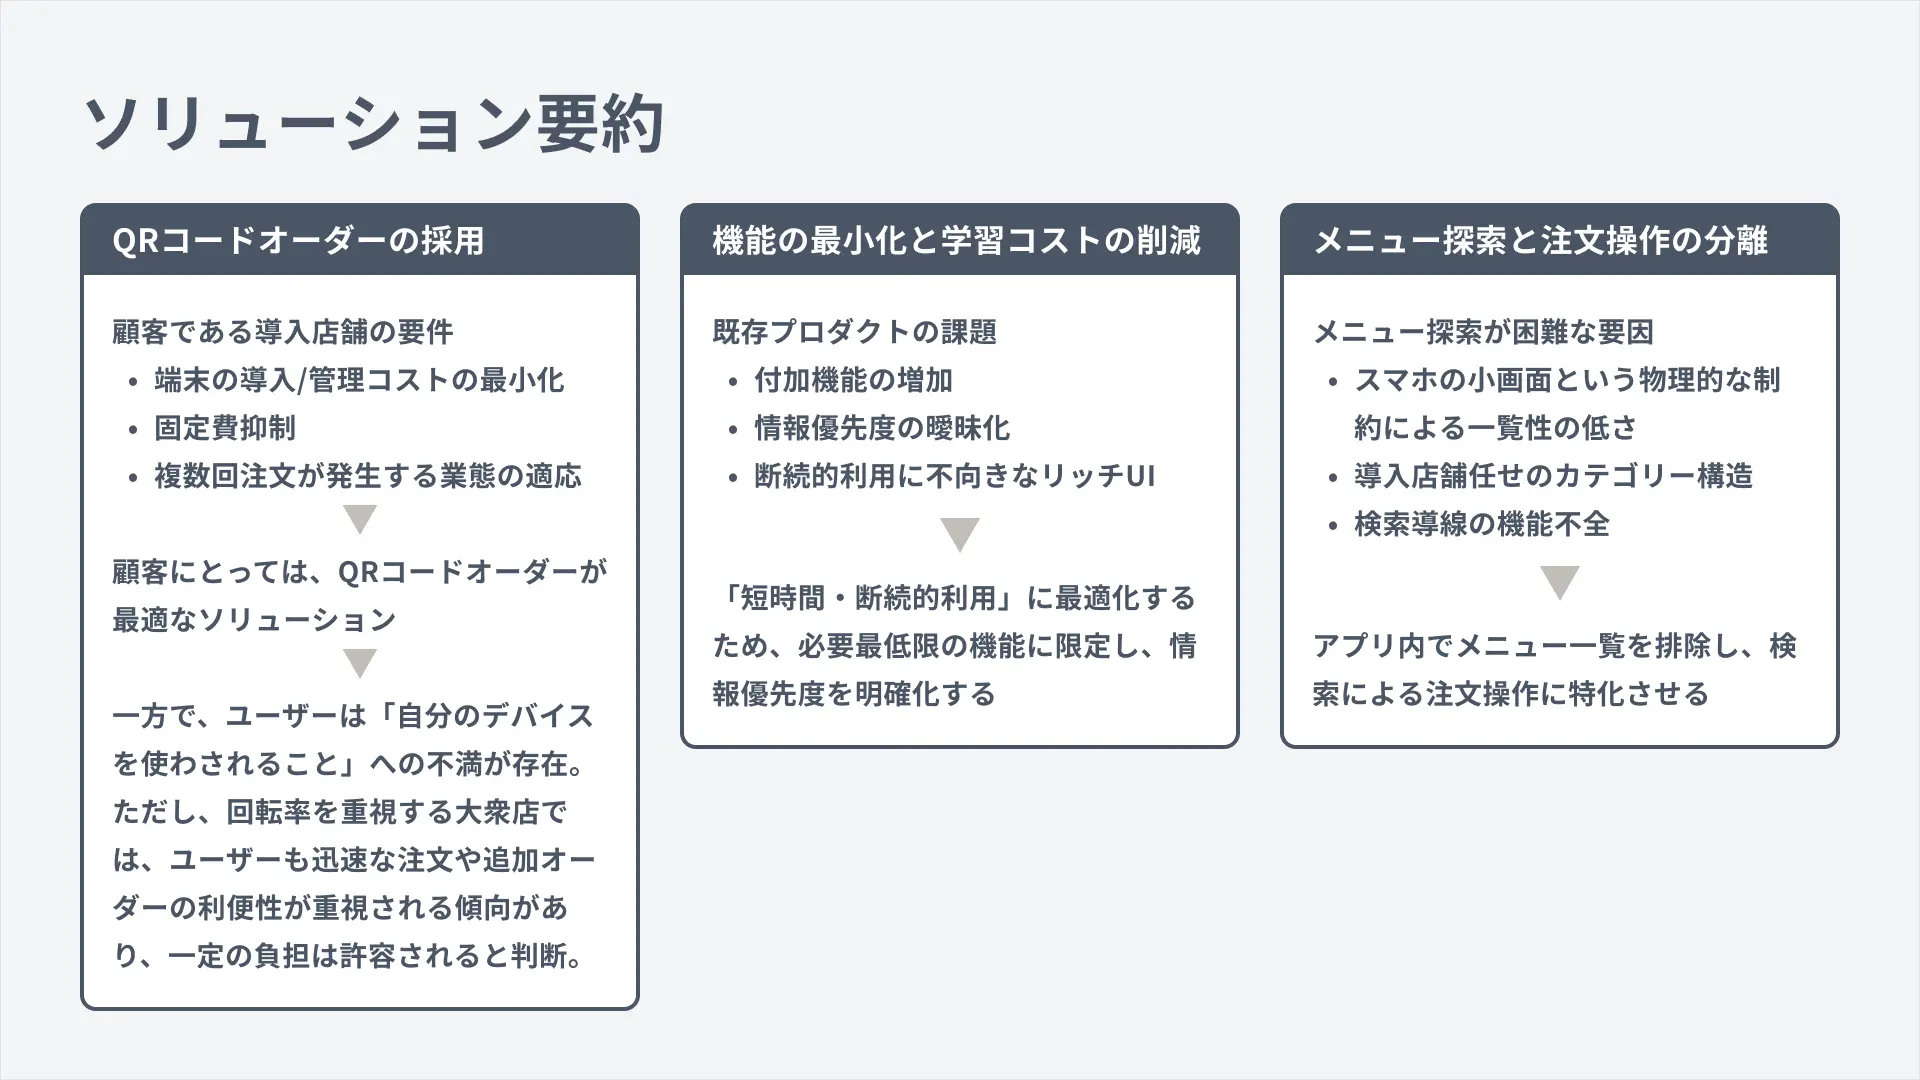 ソリューション要約
QRコードオーダーの採用
顧客である導入店舗の要件
• 端末の導入/管理コストの最小化
• 固定費抑制
• 複数回注文が発生する業態の適応
顧客にとっては、QRコードオーダーが
最適なソリューション
一方で、ユーザーは「自分のデバイス
を使わされること」への不満が存在。
ただし、回転率を重視する大衆店で
は、ユーザーも迅速な注文や追加オー
ダーの利便性が重視される傾向があ
り、一定の負担は許容されると判断。
機能の最小化と学習コストの削減
既存プロダクトの課題
• 付加機能の増加
• 情報優先度の曖昧化
• 断続的利用に不向きなリッチUI
「短時間・断続的利用」に最適化する
ため、必要最低限の機能に限定し、情
報優先度を明確化する
メニュー探索と注文操作の分離
メニュー探索が困難な要因
• スマホの小画面という物理的な制
約による一覧性の低さ
• 導入店舗任せのカテゴリー構造
• 検索導線の機能不全
アプリ内でメニュー一覧を排除し、検
索による注文操作に特化させる